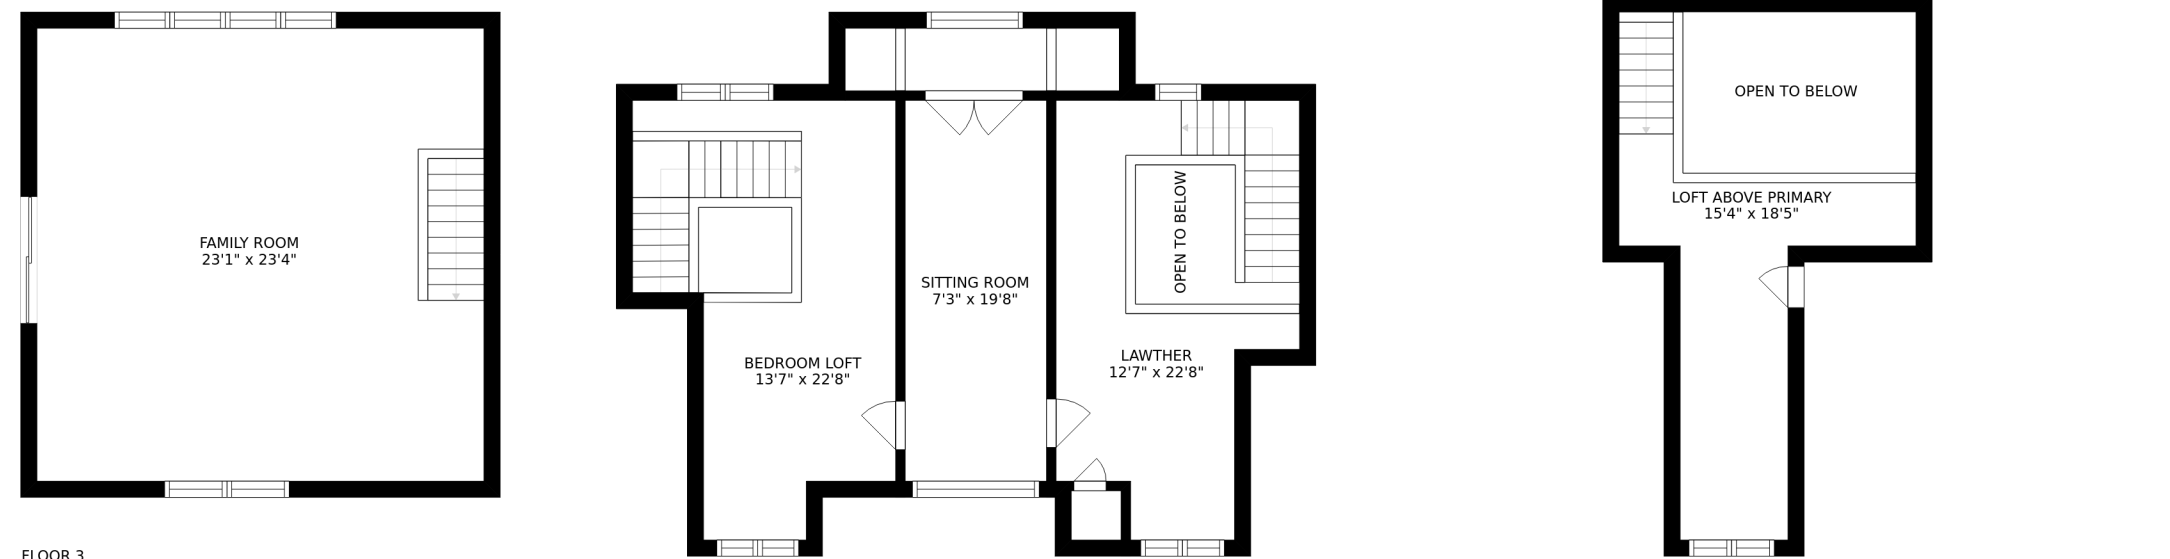 FAMILY ROOM
23'1" x 23'4"
BEDROOM LOFT
13'7" x 22'8"
SITTING ROOM
7'3" x 19'8"
OPEN TO BELOW
LAWTHER
12'7" x 22'8"
OPEN TO BELOW
LOFT ABOVE PRIMARY
15'4" x 18'5"
FLOOR 3